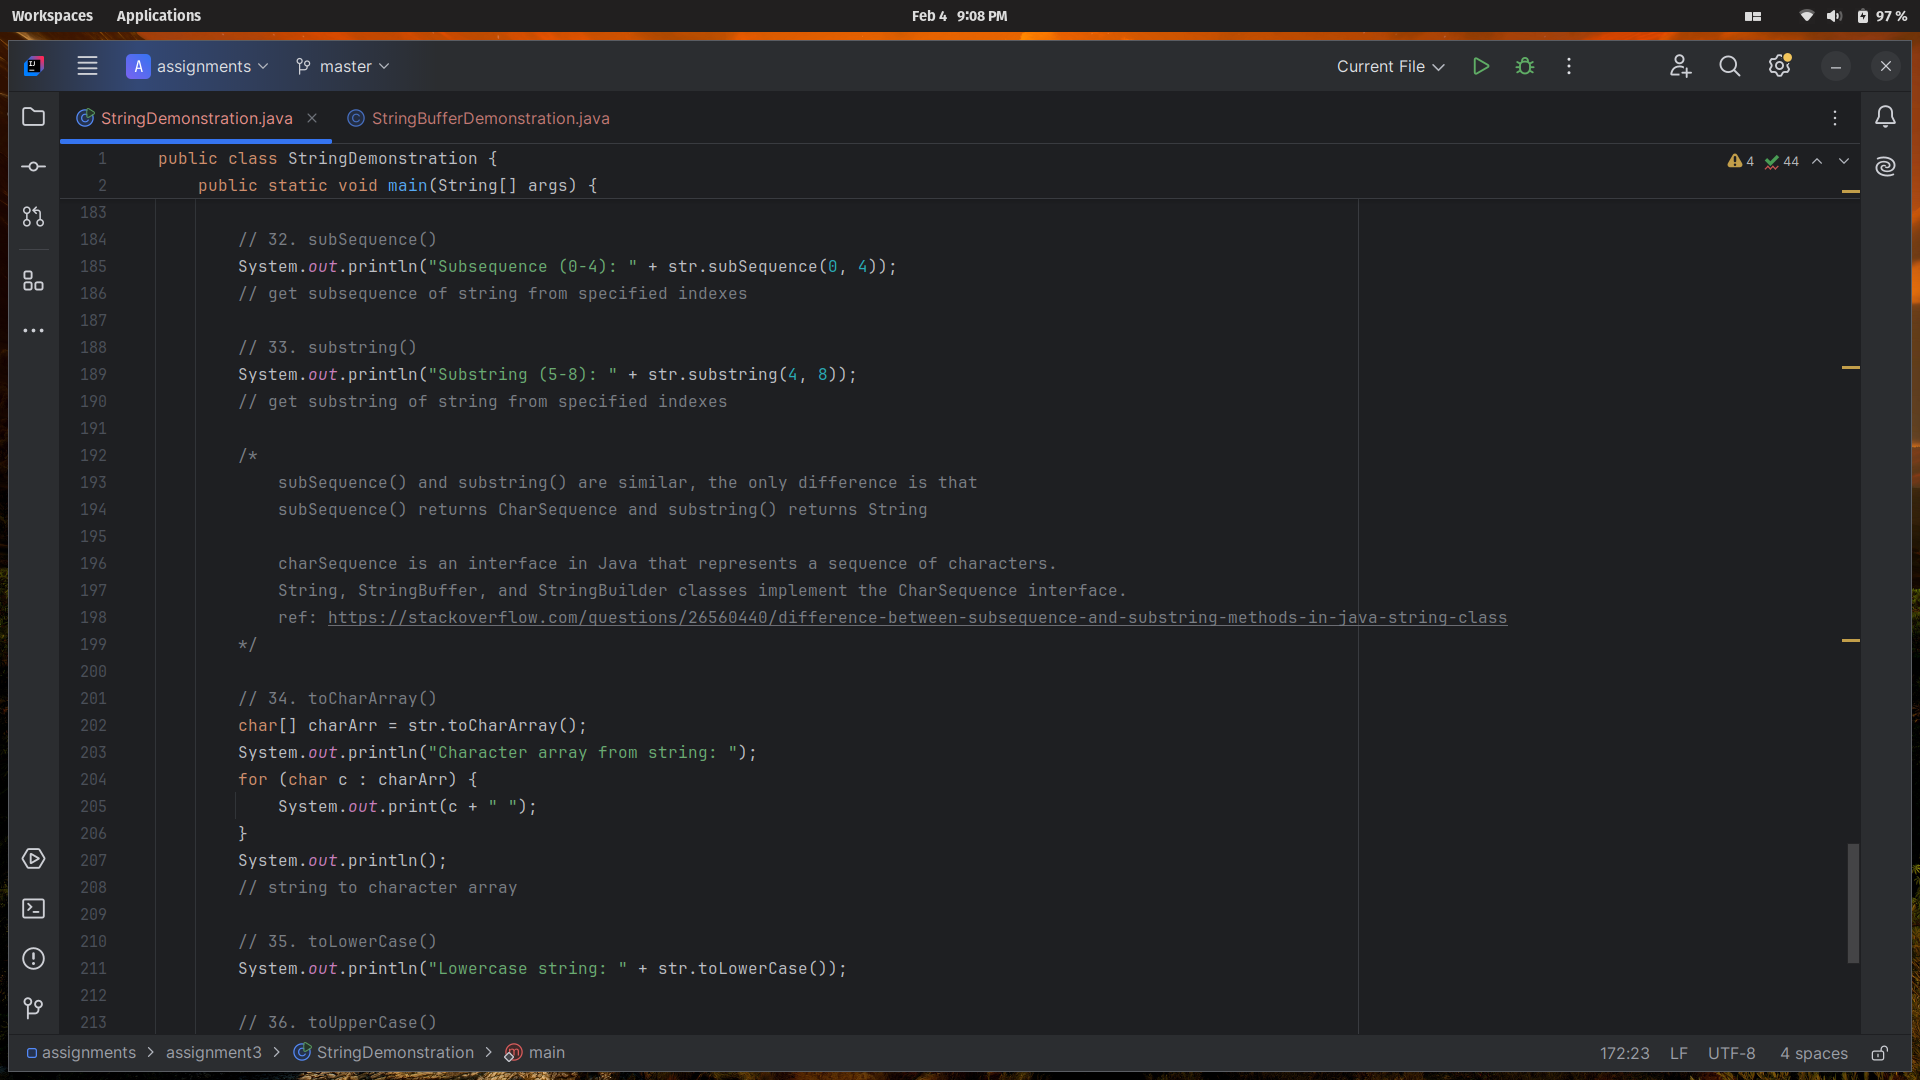 Workspaces Applications Feb 4 9:08 PM 97 %
A assignments master Current File
StringDemonstration.java StringBufferDemonstration.java
1 public class StringDemonstration { 4 44
2 public static void main(String[] args) {
183
184 // 32. subSequence()
185 System.out.println("Subsequence (0-4): " + str.subSequence(0, 4));
186 // get subsequence of string from specified indexes
187
188 // 33. substring()
189 System.out.println("Substring (5-8): " + str.substring(4, 8));
190 // get substring of string from specified indexes
191
192 /*
193 subSequence() and substring() are similar, the only difference is that
194 subSequence() returns CharSequence and substring() returns String
195
196 charSequence is an interface in Java that represents a sequence of characters.
197 String, StringBuffer, and StringBuilder classes implement the CharSequence interface.
198 ref: https://stackoverflow.com/questions/26560440/difference-between-subsequence-and-substring-methods-in-java-string-class
199 */
200
201 // 34. toCharArray()
202 char[] charArr = str.toCharArray();
203 System.out.println("Character array from string: ");
204 for (char c : charArr) {
205 System.out.print(c + " ");
206 }
207 System.out.println();
208 // string to character array
209
210 // 35. toLowerCase()
211 System.out.println("Lowercase string: " + str.toLowerCase());
212
213 // 36. toUpperCase()
assignments > assignment3 > StringDemonstration > main 172:23 LF UTF-8 4 spaces